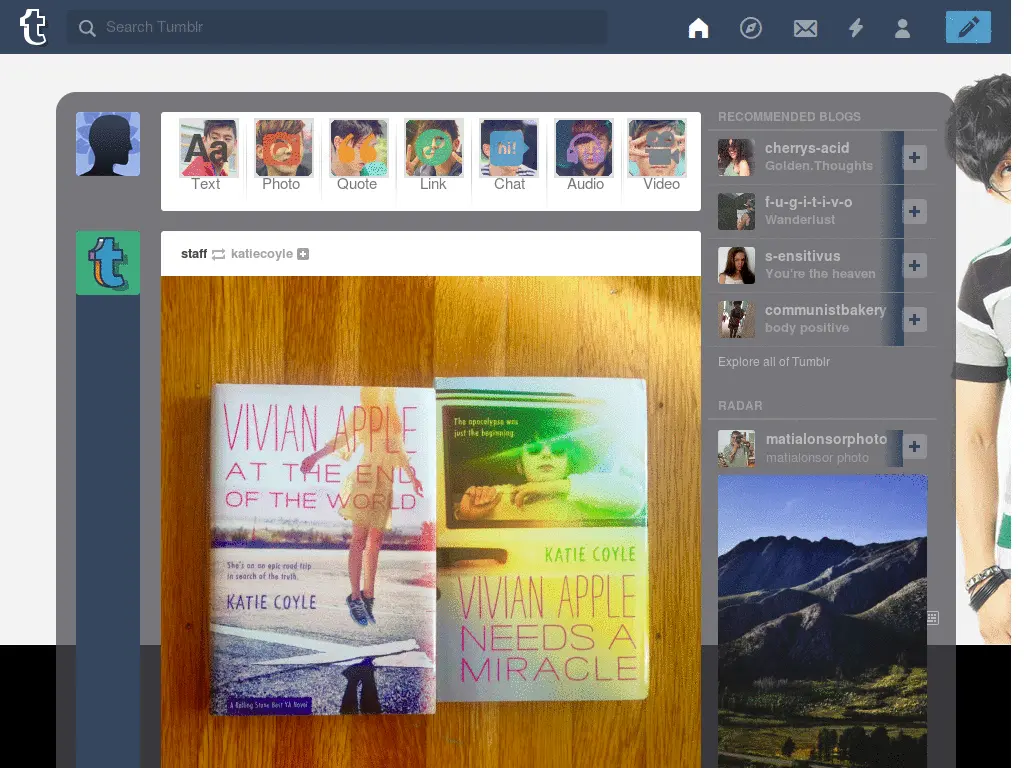 t
Search Tumblr
Aa
hi!
Text
Photo
Quote
Link
Chat
Audio
Video
t
staff katiecoyle
VIVIAN APPLE
AT THE END
OF THE WORLD
She's on an epic road trip
in search of the truth.
KATIE COYLE
A Rolling Stone Best YA Novel
The apocalypse was
just the beginning.
KATIE COYLE
VIVIAN APPLE
NEEDS A
MIRACLE
RECOMMENDED BLOGS
cherrys-acid
Golden.Thoughts
f-u-g-i-t-i-v-o
Wanderlust
s-ensitivus
You're the heaven
communistbakery
body positive
Explore all of Tumblr
RADAR
matialonsorphoto
matialonsor photo